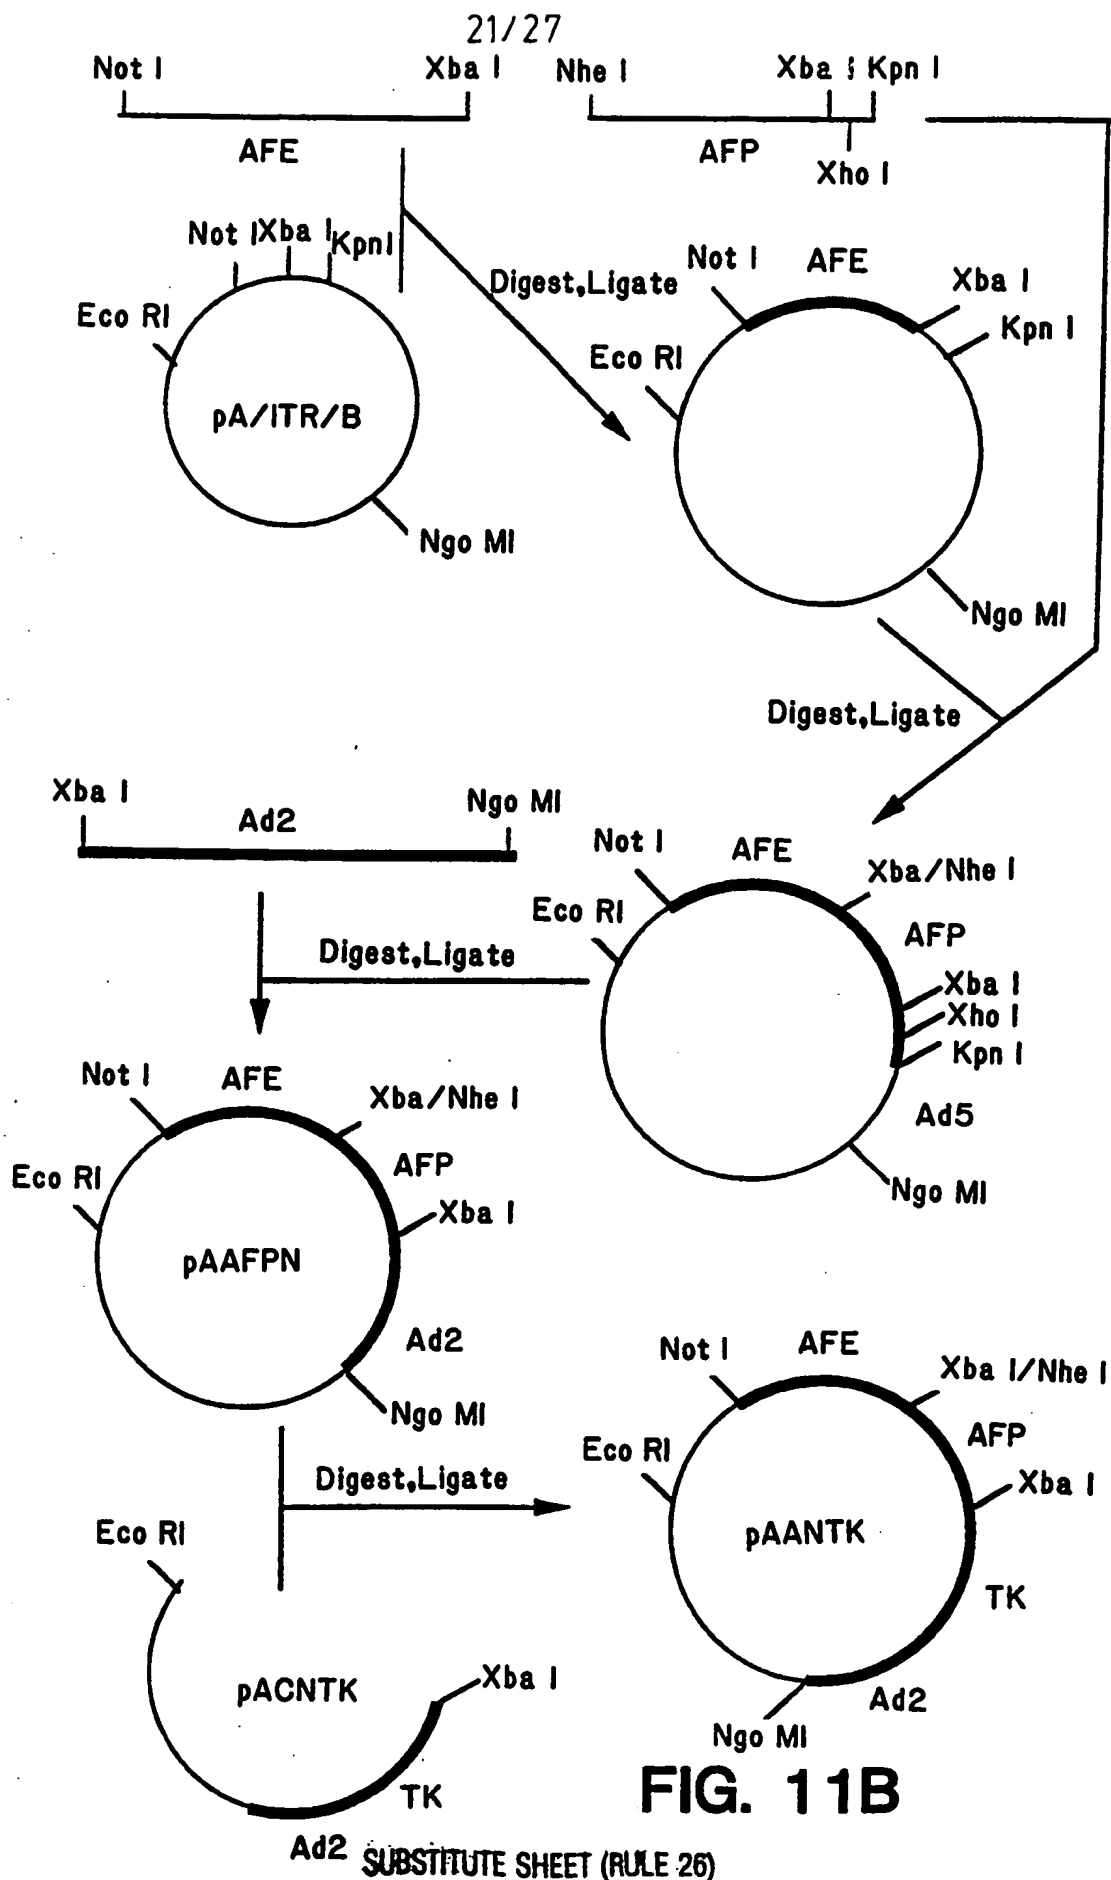 21/27
Not I
Xba I
Nhe I
Xba I
Kpn I
AFE
AFP
Xho I
Not I
Xba I
Kpn I
Eco RI
pA/ITR/B
Ngo MI
Digest,Ligate
Not I
AFE
Xba I
Kpn I
Eco RI
Ngo MI
Digest,Ligate
Xba I
Ad2
Ngo MI
Digest,Ligate
Not I
AFE
Xba/Nhe I
Eco RI
AFP
Xba I
Xho I
Kpn I
Ad5
Ngo MI
Not I
AFE
Xba/Nhe I
Eco RI
AFP
Xba I
pAAFPN
Ad2
Ngo MI
Digest,Ligate
Eco RI
pACNTK
Xba I
TK
Ad2
Not I
AFE
Xba I/Nhe I
Eco RI
AFP
Xba I
pAANTK
TK
Ad2
Ngo MI
FIG. 11B
SUBSTITUTE SHEET (RULE 26)